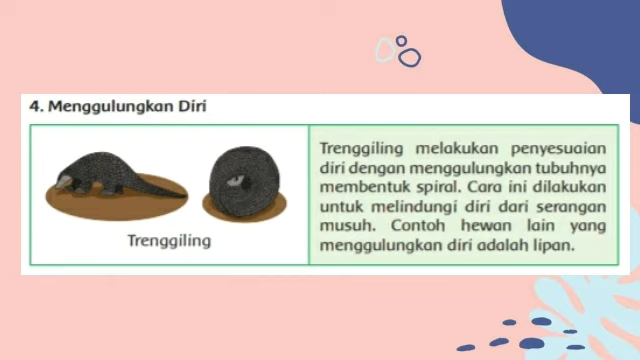 4. Menggulungkan Diri
Trenggiling
Trenggiling melakukan penyesuaian
diri dengan menggulungkan tubuhnya
membentuk spiral. Cara ini dilakukan
untuk melindungi diri dari serangan
musuh. Contoh hewan lain yang
menggulungkan diri adalah lipan.